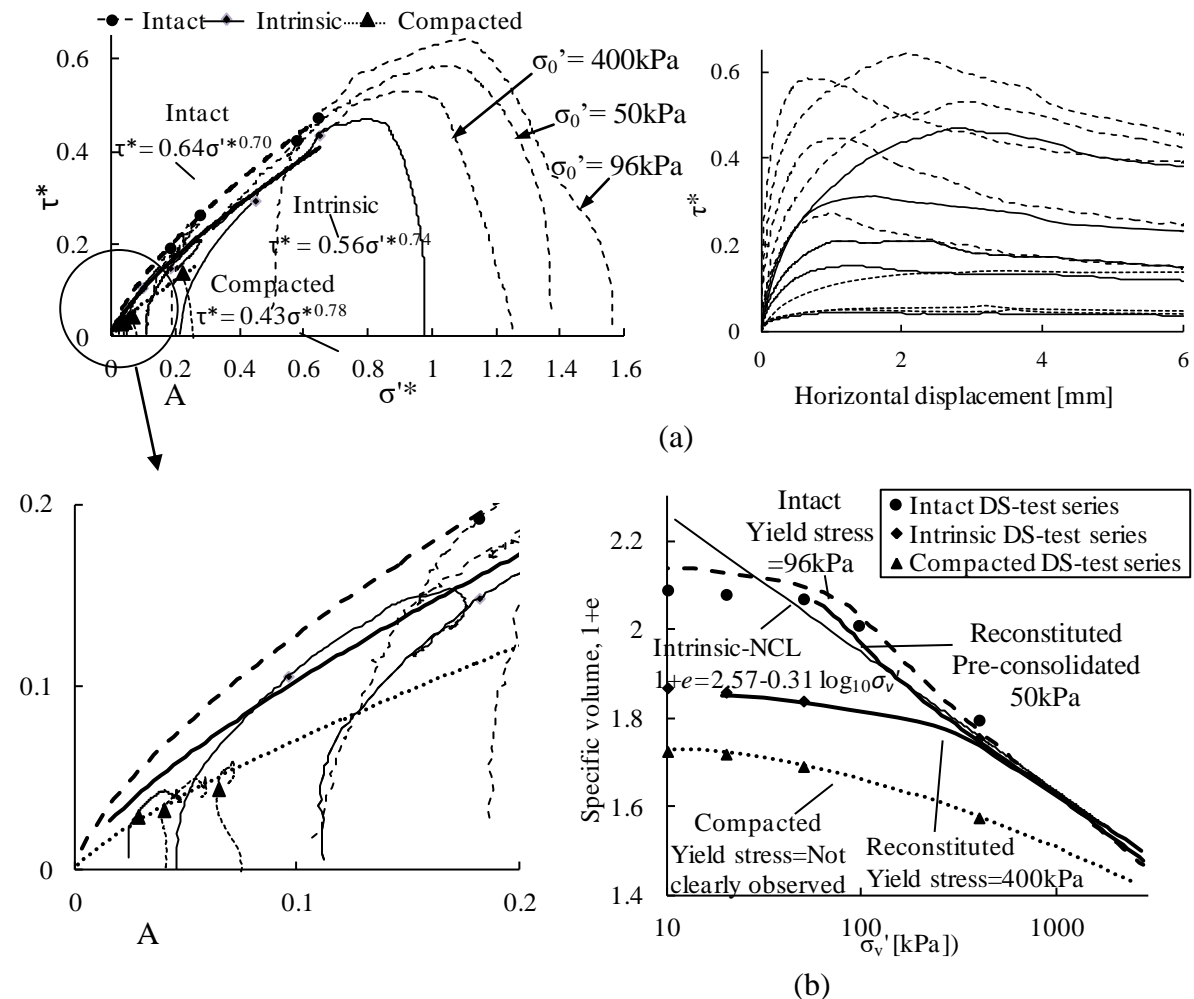 Intact Intrinsic Compacted
0.6
0.4
0.2
0
τ*
0 0.2 0.4 0.6 0.8 1 1.2 1.4 1.6
A
σ'*
Intact
τ* = 0.64σ'*0.70
Intrinsic
τ* = 0.56σ'*0.74
Compacted
τ* = 0.43σ*0.78
σ0'= 400kPa
σ0'= 50kPa
σ0'= 96kPa
0.6
0.4
0.2
0
τ*
0 2 4 6
Horizontal displacement [mm]
(a)
0.2
0.1
0
0 0.1 0.2
A
2.2
2
1.8
1.6
1.4
Specific volume, 1+e
10 100 1000
σv' [kPa])
Intact
Yield stress
=96kPa
Intact DS-test series
Intrinsic DS-test series
Compacted DS-test series
Intrinsic-NCL
1+e=2.57-0.31 log10σv'
Reconstituted
Pre-consolidated
50kPa
Compacted
Yield stress=Not
clearly observed
Reconstituted
Yield stress=400kPa
(b)